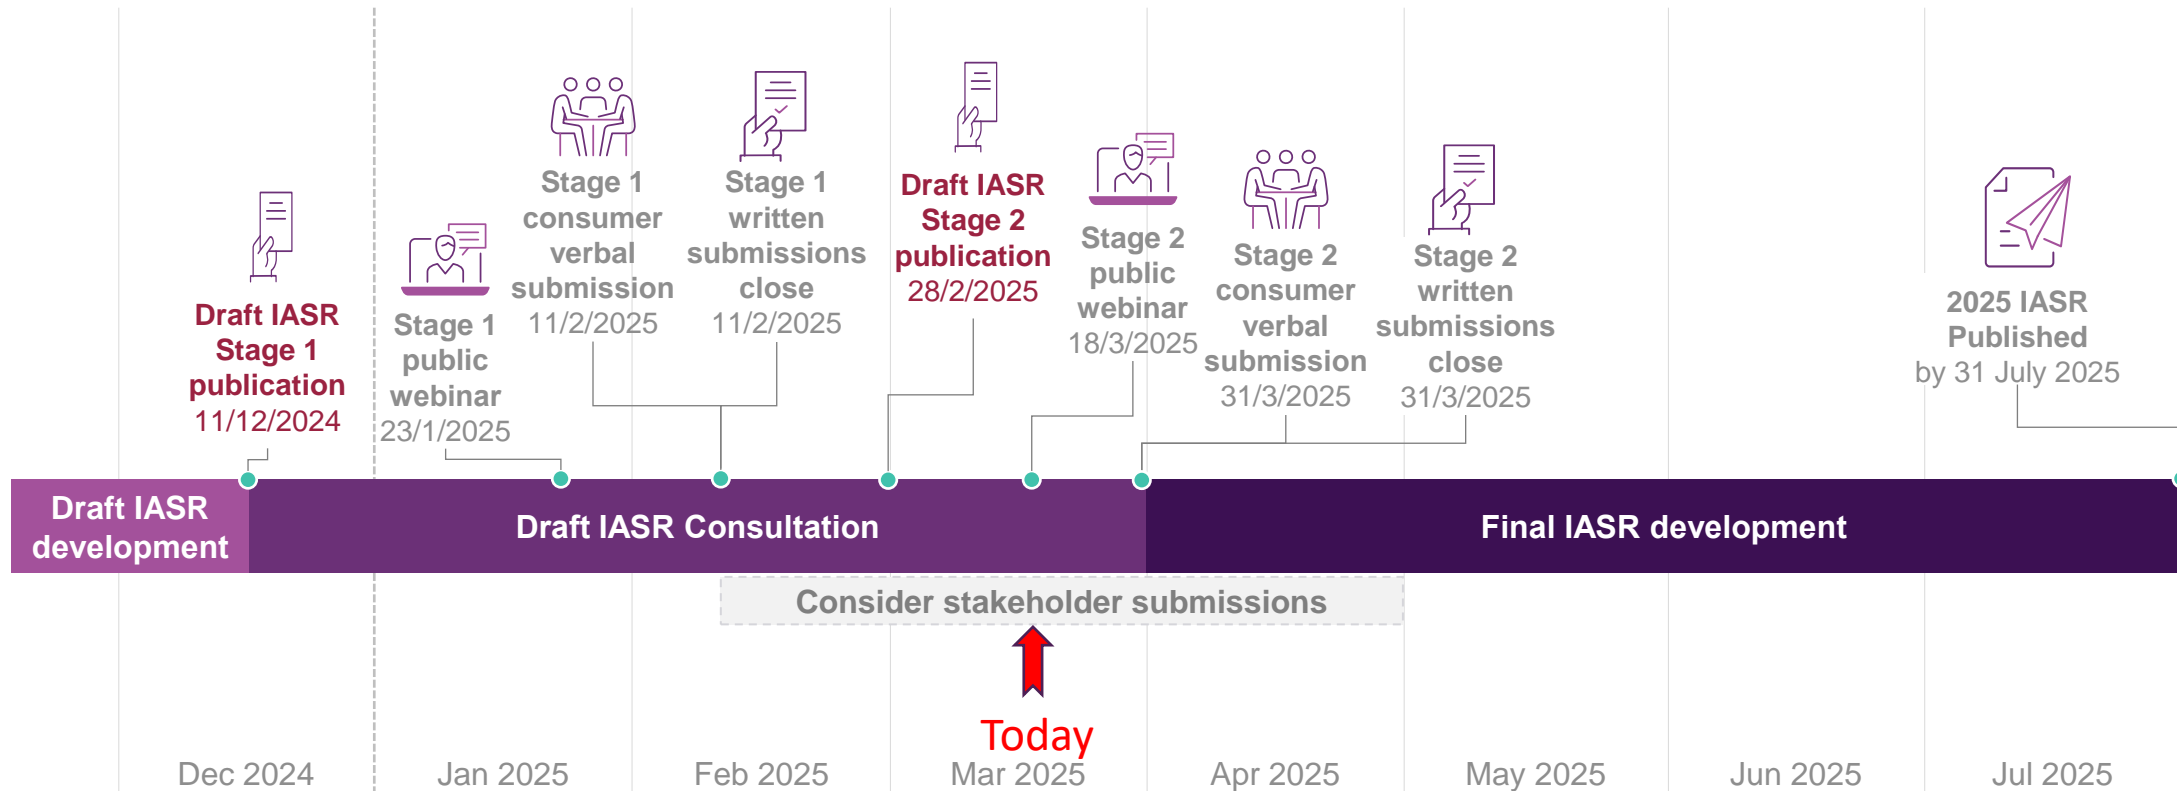 Draft IASR
Stage 1
publication
11/12/2024
Stage 1
public
webinar
23/1/2025
Stage 1
consumer
verbal
submission
11/2/2025
Stage 1
written
submissions
close
11/2/2025
Draft IASR
Stage 2
publication
28/2/2025
Stage 2
public
webinar
18/3/2025
Stage 2
consumer
verbal
submission
31/3/2025
Stage 2
written
submissions
close
31/3/2025
2025 IASR
Published
by 31 July 2025
Draft IASR
development
Draft IASR Consultation
Final IASR development
Consider stakeholder submissions
Today
Dec 2024
Jan 2025
Feb 2025
Mar 2025
Apr 2025
May 2025
Jun 2025
Jul 2025